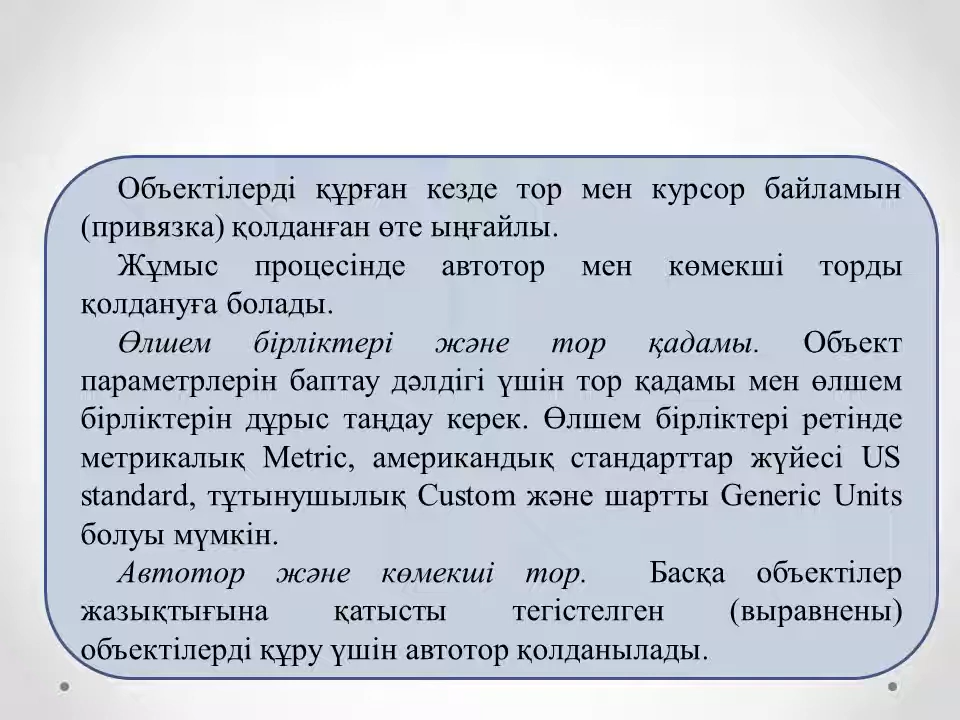 Объектілерді құрған кезде тор мен курсор байламын
(привязка) қолданған өте ыңғайлы.
Жұмыс процесінде автотор мен көмекші торды
қолдануға болады.
Өлшем бірліктері және тор қадамы. Объект
параметрлерін баптау дәлдігі үшін тор қадамы мен өлшем
бірліктерін дұрыс таңдау керек. Өлшем бірліктері ретінде
метрикалық Metric, американдық стандарттар жүйесі US
standard, тұтынушылық Custom және шартты Generic Units
болуы мүмкін.
Автотор және көмекші тор. Басқа объектілер
жазықтығына қатысты тегістелген (выравнены)
объектілерді құру үшін автотор қолданылады.